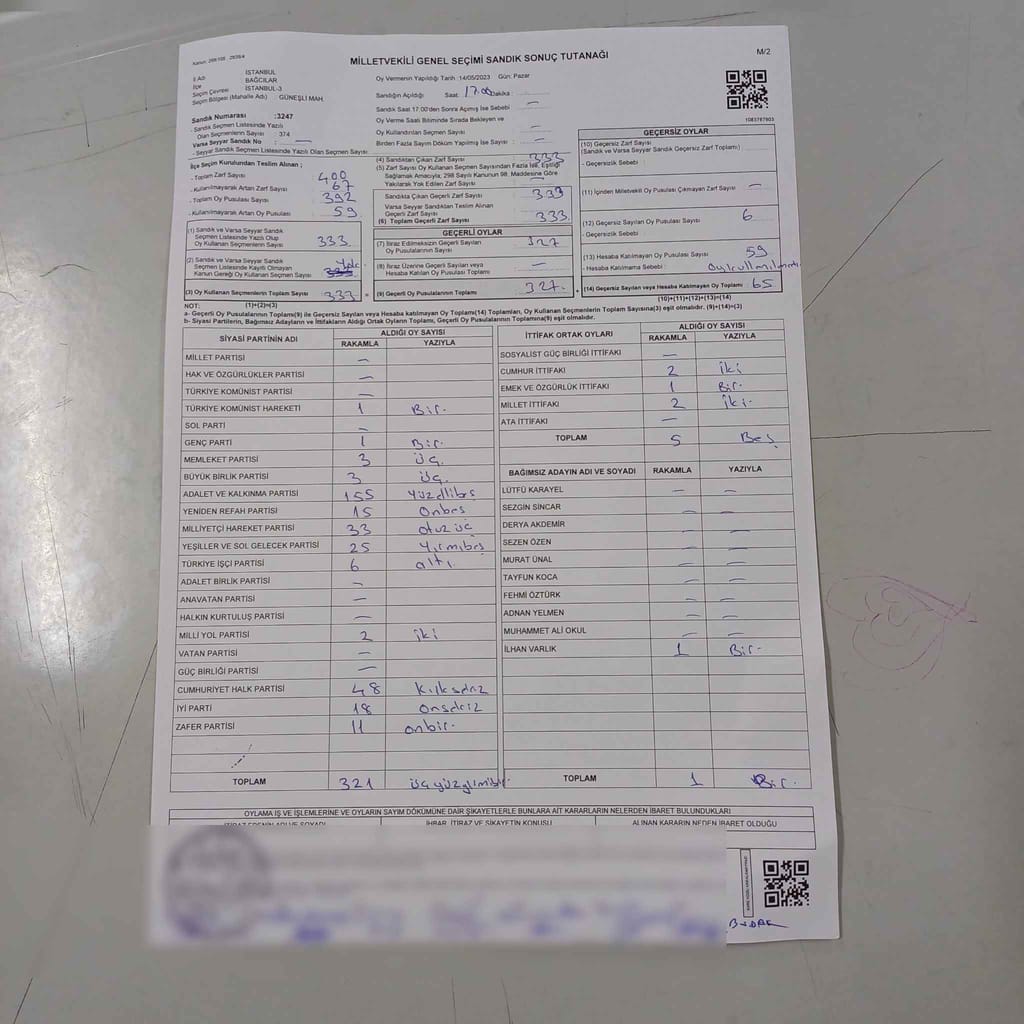 MİLLETVEKİLİ GENEL SEÇİMİ SANDIK SONUÇ TUTANAĞI
M/2
İl Adı İSTANBUL
İlçe BAĞCILAR
Seçim Çevresi İSTANBUL-3
Seçim Bölgesi (Mahalle Adı) : GÜNEŞLİ MAH.
Oy Vermenin Yapıldığı Tarih :14/05/2023 Gün: Pazar
Sandığın Açıldığı Saat: 17.00 Dakika :
Sandık Saat 17:00'den Sonra Açımış İse Sebebi —
Oy Verme Saati Bitiminde Sırada Bekleyen ve
Oy Kullandırılan Seçmen Sayısı —
Birden Fazla Sayım Döküm Yapılmış İse Sayısı —
1083787903
Sandık Numarası :3247
- Sandık Seçmen Listesinde Yazılı
Olan Seçmenlerin Sayısı 374
Varsa Seyyar Sandık No —
- Seyyar Sandık Seçmen Listesinde Yazılı Olan Seçmen Sayısı
İlçe Seçim Kurulundan Teslim Alınan ;
- Toplam Zarf Sayısı : 400
- Kullanılmayarak Artan Zarf Sayısı : 67
- Toplam Oy Pusulası Sayısı : 392
- Kullanılmayarak Artan Oy Pusulası : 59
(1) Sandık ve Varsa Seyyar Sandık
Seçmen Listesinde Yazılı Olup
Oy Kullanan Seçmenlerin Sayısı : 333
(2) Sandık ve Varsa Seyyar Sandık
Seçmen Listesinde Kayıtlı Olmayan
Kanun Gereği Oy Kullanan Seçmen Sayısı : Yok
(3) Oy Kullanan Seçmenlerin Toplam Sayısı : 333
(1)+(2)=(3)
(4) Sandıktan Çıkan Zarf Sayısı : 333
(5) Zarf Sayısı Oy Kullanan Seçmen Sayısından Fazla İse, Eşitliği
Sağlamak Amacıyla, 298 Sayılı Kanunun 98. Maddesine Göre
Yakılarak Yok Edilen Zarf Sayısı : —
Sandıkta Çıkan Geçerli Zarf Sayısı : 333
Varsa Seyyar Sandıktan Teslim Alınan
Geçerli Zarf Sayısı
(6) Toplam Geçerli Zarf Sayısı : 333
GEÇERLİ OYLAR
(7) İtiraz Edilmeksizin Geçerli Sayılan
Oy Pusulalarının Sayısı : 327
(8) İtiraz Üzerine Geçerli Sayılan veya
Hesaba Katılan Oy Pusulası Toplamı : —
(9) Geçerli Oy Pusulalarının Toplamı : 327
GEÇERSİZ OYLAR
(10) Geçersiz Zarf Sayısı
(Sandık ve Varsa Seyyar Sandık Geçersiz Zarf Toplamı) :
- Geçersizlik Sebebi :
(11) İçinden Milletvekili Oy Pusulası Çıkmayan Zarf Sayısı : —
(12) Geçersiz Sayılan Oy Pusulası Sayısı : 6
- Geçersizlik Sebebi :
(13) Hesaba Katılmayan Oy Pusulası Sayısı : 59
- Hesaba Katılmama Sebebi :
(14) Geçersiz Sayılan veya Hesaba Katılmayan Oy Toplamı : 65
(10)+(11)+(12)+(13)=(14)
NOT:
a- Geçerli Oy Pusulalarının Toplamı(9) ile Geçersiz Sayılan veya Hesaba katılmayan Oy Toplamı(14) Toplamları, Oy Kullanan Seçmenlerin Toplam Sayısına(3) eşit olmalıdır. (9)+(14)=(3)
b- Siyasi Partilerin, Bağımsız Adayların ve İttifakların Aldığı Ortak Oyların Toplamı, Geçerli Oy Pusulalarının Toplamına(9) eşit olmalıdır.
SİYASİ PARTİNİN ADI ALDIĞI OY SAYISI
RAKAMLA YAZIYLA
MİLLET PARTİSİ —
HAK VE ÖZGÜRLÜKLER PARTİSİ —
TÜRKİYE KOMÜNİST PARTİSİ —
TÜRKİYE KOMÜNİST HAREKETİ 1 Bir.
SOL PARTİ —
GENÇ PARTİ 1 Bir.
MEMLEKET PARTİSİ 3 üç.
BÜYÜK BİRLİK PARTİSİ 3 üç.
ADALET VE KALKINMA PARTİSİ 155 yüzellibeş
YENİDEN REFAH PARTİSİ 15 onbeş
MİLLİYETÇİ HAREKET PARTİSİ 33 otuz üç
YEŞİLLER VE SOL GELECEK PARTİSİ 25 yirmibeş
TÜRKİYE İŞÇİ PARTİSİ 6 altı
ADALET BİRLİK PARTİSİ —
ANAVATAN PARTİSİ —
HALKIN KURTULUŞ PARTİSİ —
MİLLİ YOL PARTİSİ 2 iki
VATAN PARTİSİ —
GÜÇ BİRLİĞİ PARTİSİ —
CUMHURİYET HALK PARTİSİ 48 kırksekiz
İYİ PARTİ 18 onsekiz
ZAFER PARTİSİ 11 onbir.
TOPLAM 321
İTTİFAK ORTAK OYLARI ALDIĞI OY SAYISI
RAKAMLA YAZIYLA
SOSYALİST GÜÇ BİRLİĞİ İTTİFAKI —
CUMHUR İTTİFAKI 2 iki
EMEK VE ÖZGÜRLÜK İTTİFAKI 1 Bir.
MİLLET İTTİFAKI 2 iki.
ATA İTTİFAKI —
TOPLAM 5 Beş
BAĞIMSIZ ADAYIN ADI VE SOYADI RAKAMLA YAZIYLA
LÜTFÜ KARAYEL — —
SEZGİN SİNCAR — —
DERYA AKDEMİR — —
SEZEN ÖZEN — —
MURAT ÜNAL — —
TAYFUN KOCA — —
FEHMİ ÖZTÜRK — —
ADNAN YELMEN — —
MUHAMMET ALİ OKUL — —
İLHAN VARLIK 1 Bir.
TOPLAM 1 Bir.
OYLAMA İŞ VE İŞLEMLERİNE VE OYLARIN SAYIM DÖKÜMÜNE DAİR ŞİKAYETLERLE BUNLARA AİT KARARLARIN NELERDEN İBARET BULUNDUKLARI
İTİRAZ EDENİN ADI VE SOYADI İHBAR, İTİRAZ VE ŞİKAYETİN KONUSU ALINAN KARARIN NEDEN İBARET OLDUĞU